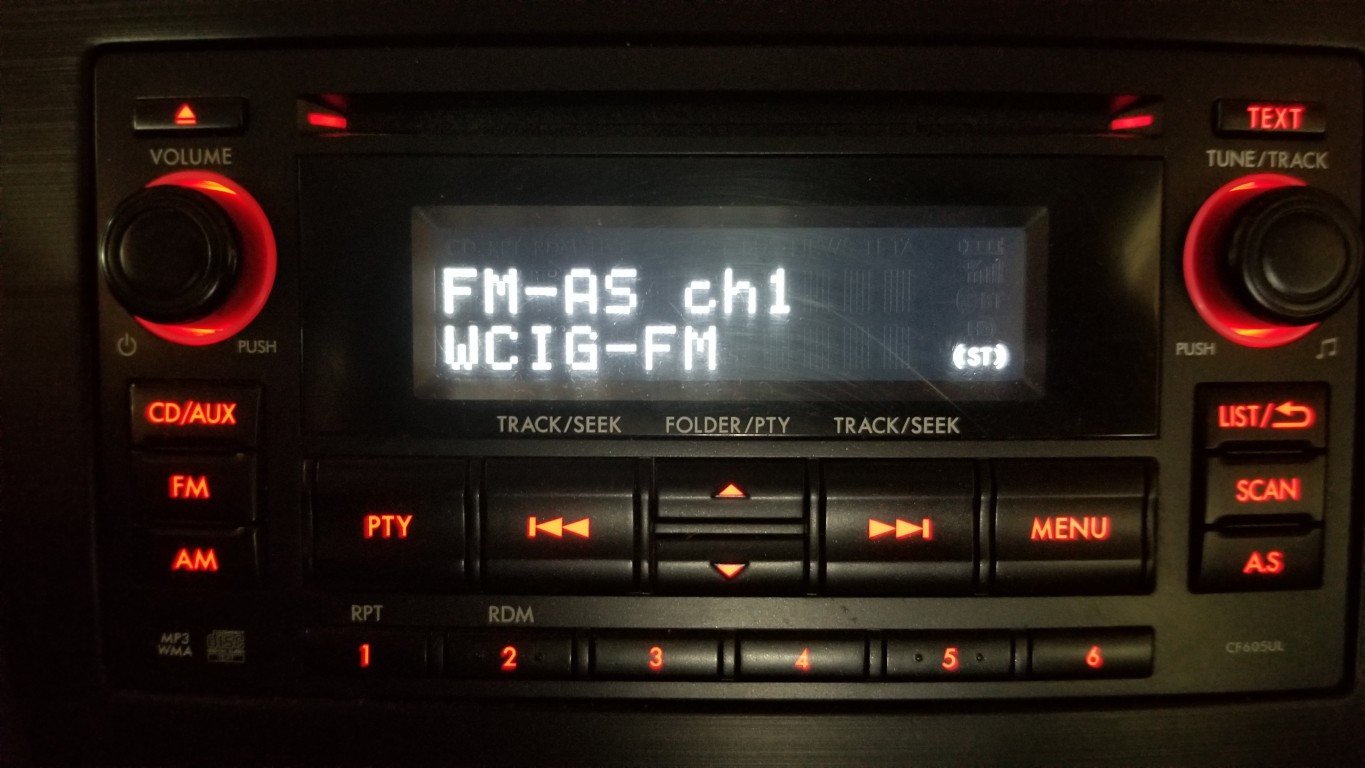 TEXT
VOLUME
TUNE/TRACK
FM-AS ch1
WCIG-FM
(ST)
PUSH
PUSH
CD/AUX
LIST/
TRACK/SEEK
FOLDER/PTY
TRACK/SEEK
FM
SCAN
PTY
MENU
AM
A.S
RPT
RDM
MP3
WMA
1
2
3
4
5
6
CF605UL